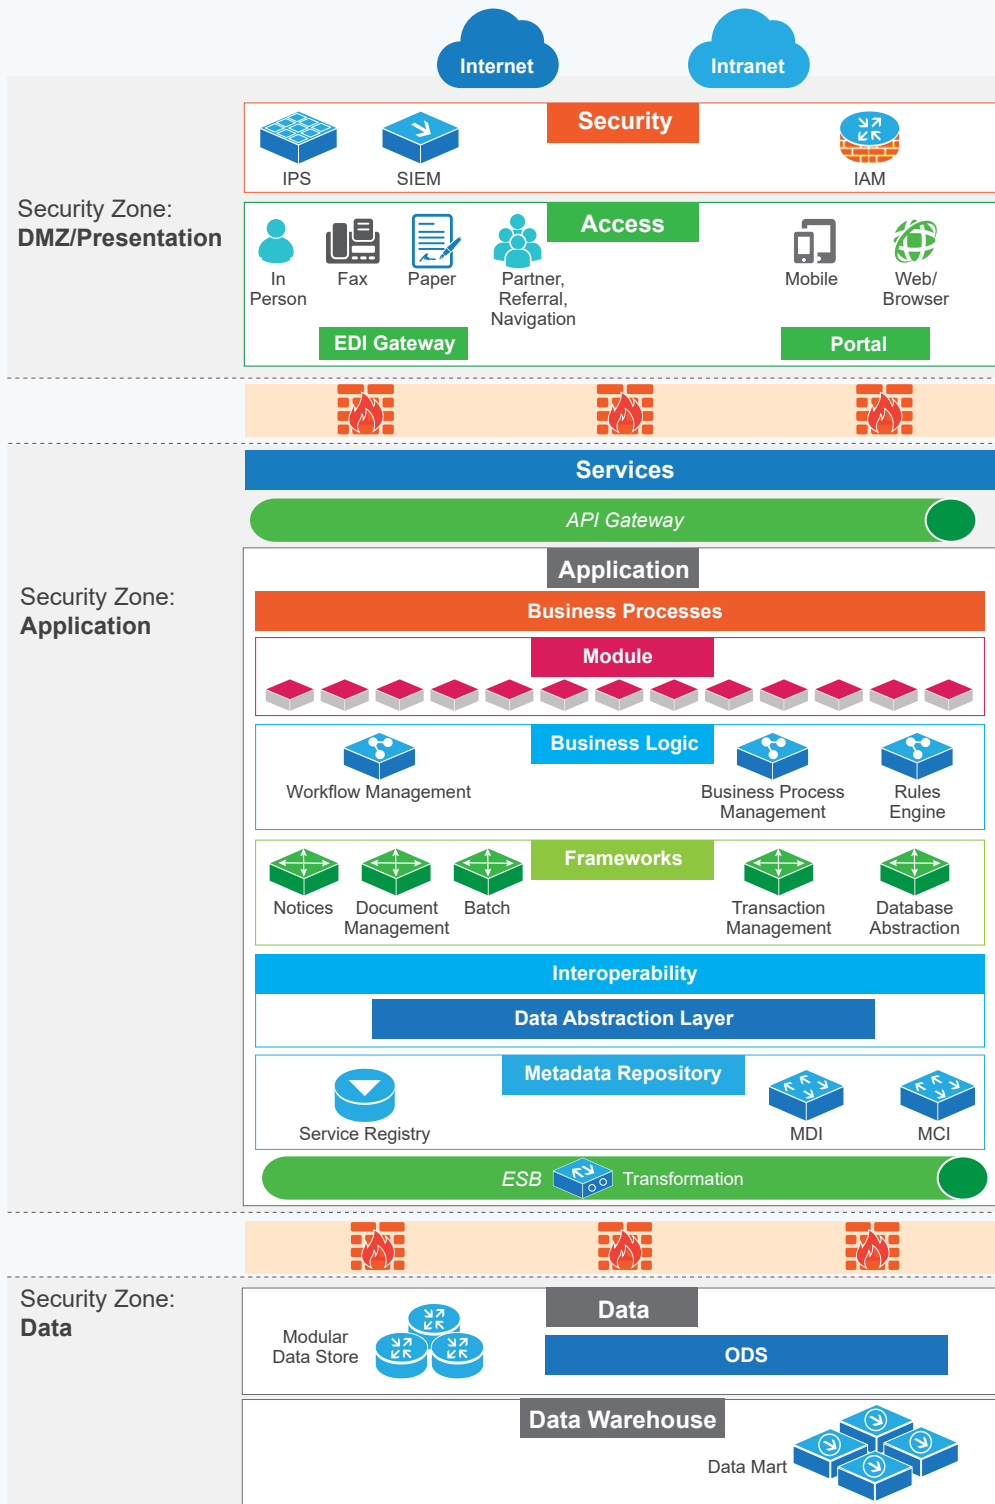 Internet
Intranet
Security
IPS
SIEM
IAM
Security Zone:
DMZ/Presentation
Access
In
Person
Fax
Paper
Partner,
Referral,
Navigation
Mobile
Web/
Browser
EDI Gateway
Portal
Services
API Gateway
Security Zone:
Application
Application
Business Processes
Module
Business Logic
Workflow Management
Business Process
Management
Rules
Engine
Frameworks
Notices
Document
Management
Batch
Transaction
Management
Database
Abstraction
Interoperability
Data Abstraction Layer
Metadata Repository
Service Registry
MDI
MCI
ESB
Transformation
Security Zone:
Data
Data
Modular
Data Store
ODS
Data Warehouse
Data Mart